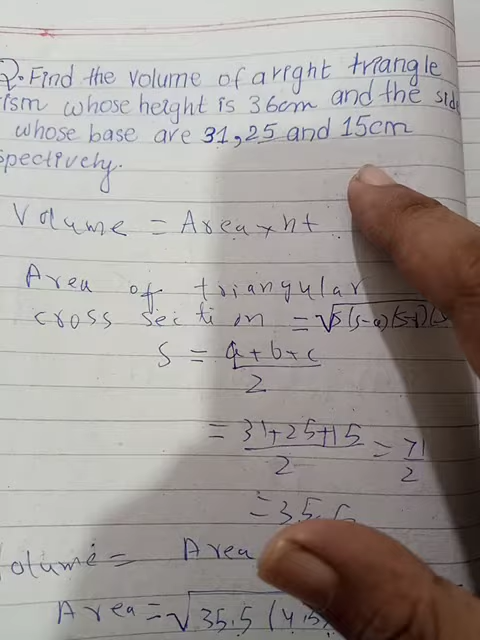 Q. Find the volume of a right triangle
ism whose height is 36cm and the sid
whose base are 31, 25 and 15cm
spectively.
Volume = Area x ht
Area of triangular
cross section = √s(s-a)(s-b)(s
s = a+b+c
2
= 31+25+15 = 71
2 2
= 35.5
olume = Area
Area = √35.5 (4.5)